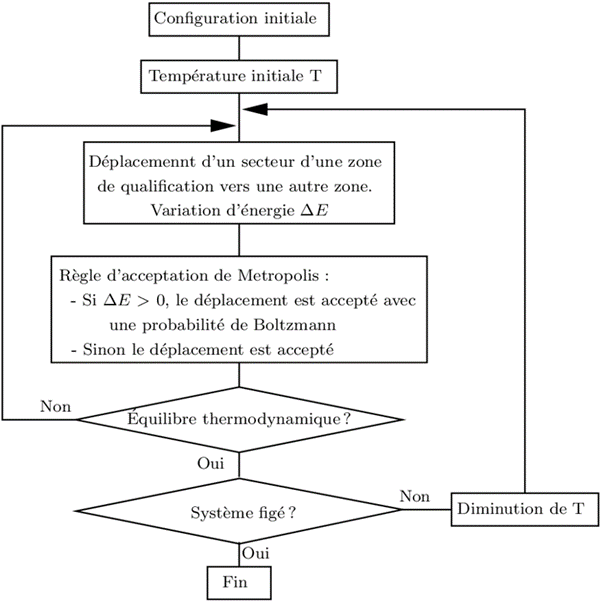 Configuration initiale
Température initiale T
Déplacemennt d'un secteur d'une zone
de qualification vers une autre zone.
Variation d'énergie ΔE
Règle d'acceptation de Metropolis :
- Si ΔE > 0, le déplacement est accepté avec
une probabilité de Boltzmann
- Sinon le déplacement est accepté
Non
Équilibre thermodynamique ?
Oui
Système figé ?
Non
Diminution de T
Oui
Fin